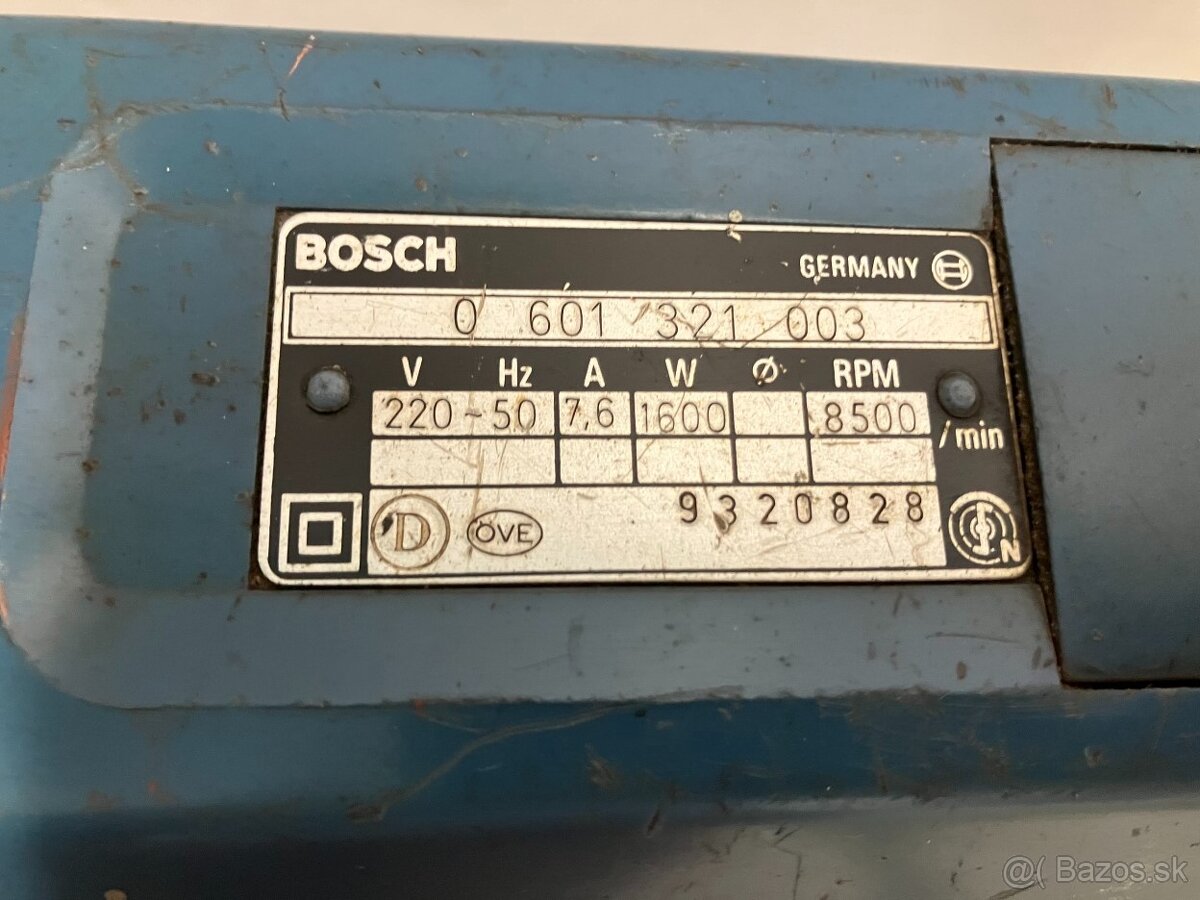 BOSCH GERMANY
0 601 321 003
V Hz A W Ø RPM
220 ~ 50 7,6 1600 8500 /min
D ÖVE 9320828 N
@( Bazos.sk